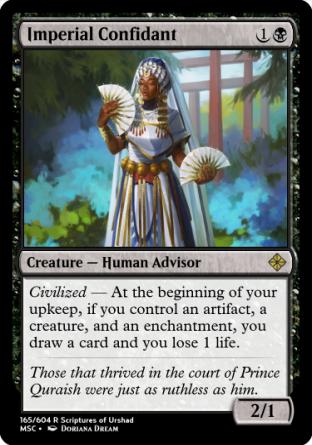 Imperial Confidant 1
Creature — Human Advisor
Civilized — At the beginning of your
upkeep, if you control an artifact, a
creature, and an enchantment, you
draw a card and you lose 1 life.
Those that thrived in the court of Prince
Quraish were just as ruthless as him.
2/1
165/604 R Scriptures of Urshad
MSC • DORIANA DREAM